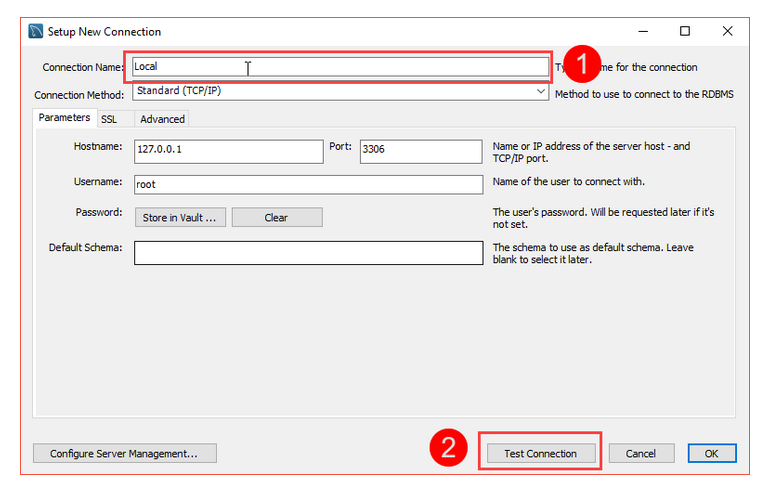 Setup New Connection
Connection Name: Local 1 Ty me for the connection
Connection Method: Standard (TCP/IP) Method to use to connect to the RDBMS
Parameters SSL Advanced
Hostname: 127.0.0.1 Port: 3306 Name or IP address of the server host - and
TCP/IP port.
Username: root Name of the user to connect with.
Password: Store in Vault ... Clear The user's password. Will be requested later if it's
not set.
Default Schema: The schema to use as default schema. Leave
blank to select it later.
Configure Server Management... 2 Test Connection Cancel OK